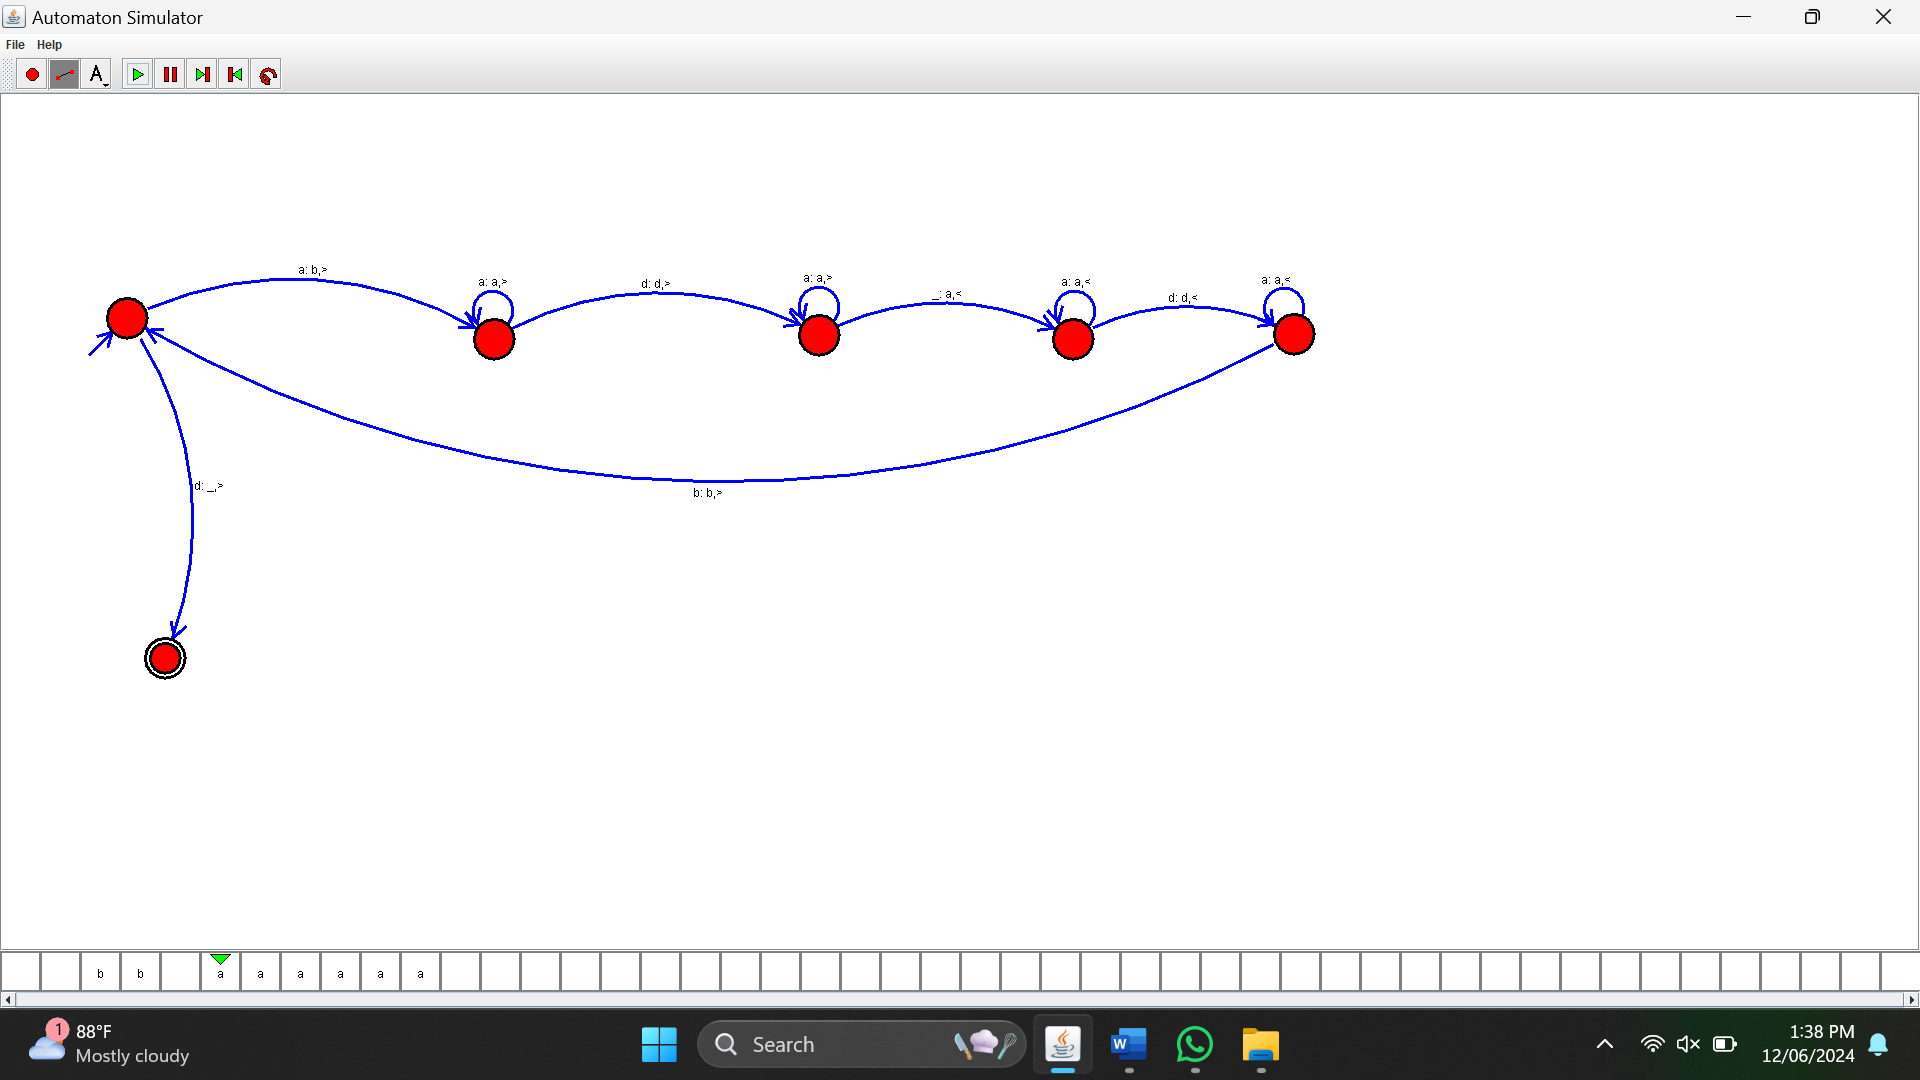 Automaton Simulator
File Help
A
a: b,>
a: a,>
d: d,>
a: a,>
_: a,<
a: a,<
d: d,<
a: a,<
d: _,>
b: b,>
b b a a a a a a
1
88°F
Mostly cloudy
Search
W
1:38 PM
12/06/2024